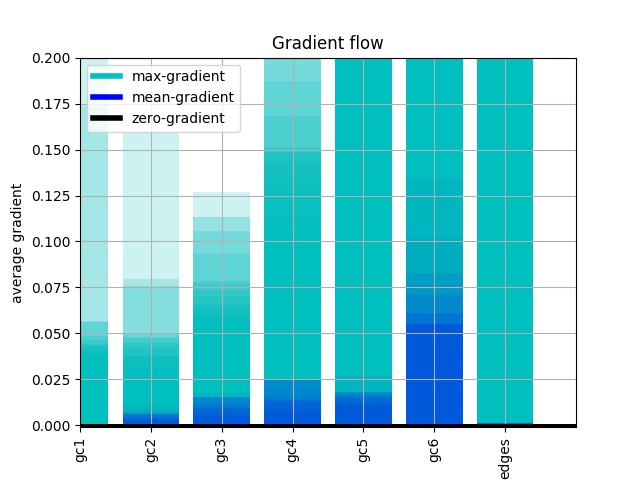 Gradient flow
max-gradient
mean-gradient
zero-gradient
average gradient
0.200
0.175
0.150
0.125
0.100
0.075
0.050
0.025
0.000
gc1
gc2
gc3
gc4
gc5
gc6
edges